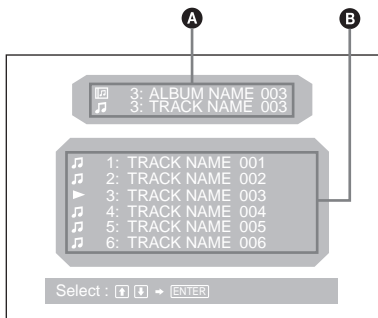 A B
3: ALBUM NAME 003
3: TRACK NAME 003
1: TRACK NAME 001
2: TRACK NAME 002
3: TRACK NAME 003
4: TRACK NAME 004
5: TRACK NAME 005
6: TRACK NAME 006
Select : ↑ ↓ → ENTER